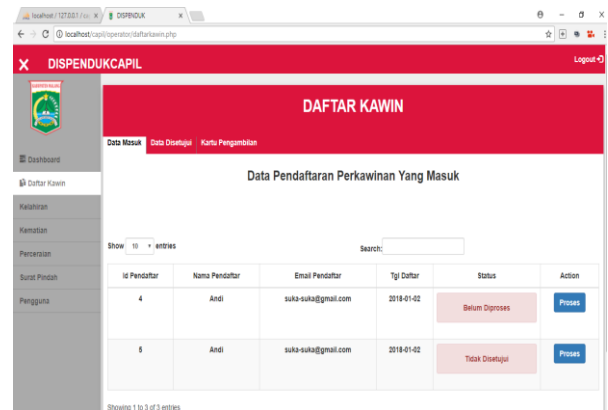 localhost / 127.0.0.1 / ca
DISPENDUK
localhost/capil/operator/daftarkawin.php
DISPENDUKCAPIL
Logout
DAFTAR KAWIN
Data Masuk Data Disetujui Kartu Pengambilan
Dashboard
Daftar Kawin
Kelahiran
Kematian
Perceraian
Surat Pindah
Pengguna
Data Pendaftaran Perkawinan Yang Masuk
Show 10 entries
Search:
Id Pendaftar Nama Pendaftar Email Pendaftar Tgl Daftar Status Action
4 Andi suka-suka@gmail.com 2018-01-02 Belum Diproses Proses
5 Andi suka-suka@gmail.com 2018-01-02 Tidak Disetujui Proses
Showing 1 to 3 of 3 entries